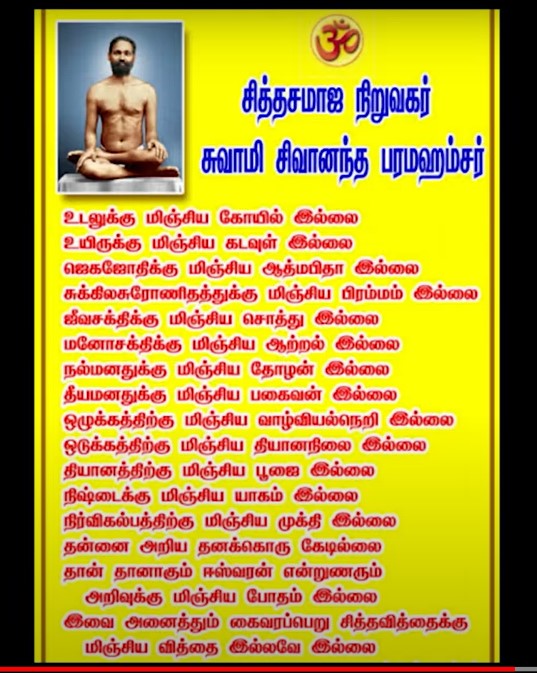 ௐ
சித்தசமாஜ நிறுவகர்
சுவாமி சிவானந்த பரமஹம்சர்
உடலுக்கு மிஞ்சிய கோயில் இல்லை
உயிருக்கு மிஞ்சிய கடவுள் இல்லை
ஜெகஜோதிக்கு மிஞ்சிய ஆத்மபிதா இல்லை
சுக்கிலசுரோணிதத்துக்கு மிஞ்சிய பிரம்மம் இல்லை
ஜீவசக்திக்கு மிஞ்சிய சொத்து இல்லை
மனோசக்திக்கு மிஞ்சிய ஆற்றல் இல்லை
நல்மனதுக்கு மிஞ்சிய தோழன் இல்லை
தீயமனதுக்கு மிஞ்சிய பகைவன் இல்லை
ஒழுக்கத்திற்கு மிஞ்சிய வாழ்வியல்நெறி இல்லை
ஒடுக்கத்திற்கு மிஞ்சிய தியானநிலை இல்லை
தியானத்திற்கு மிஞ்சிய பூஜை இல்லை
நிஷ்டைக்கு மிஞ்சிய யாகம் இல்லை
நிர்விகல்பத்திற்கு மிஞ்சிய முக்தி இல்லை
தன்னை அறிய தனக்கொரு கேடில்லை
தான் தானாகும் ஈஸ்வரன் என்றுணரும்
அறிவுக்கு மிஞ்சிய போதம் இல்லை
இவை அனைத்தும் கைவரப்பெறு சித்தவித்தைக்கு
மிஞ்சிய வித்தை இல்லவே இல்லை